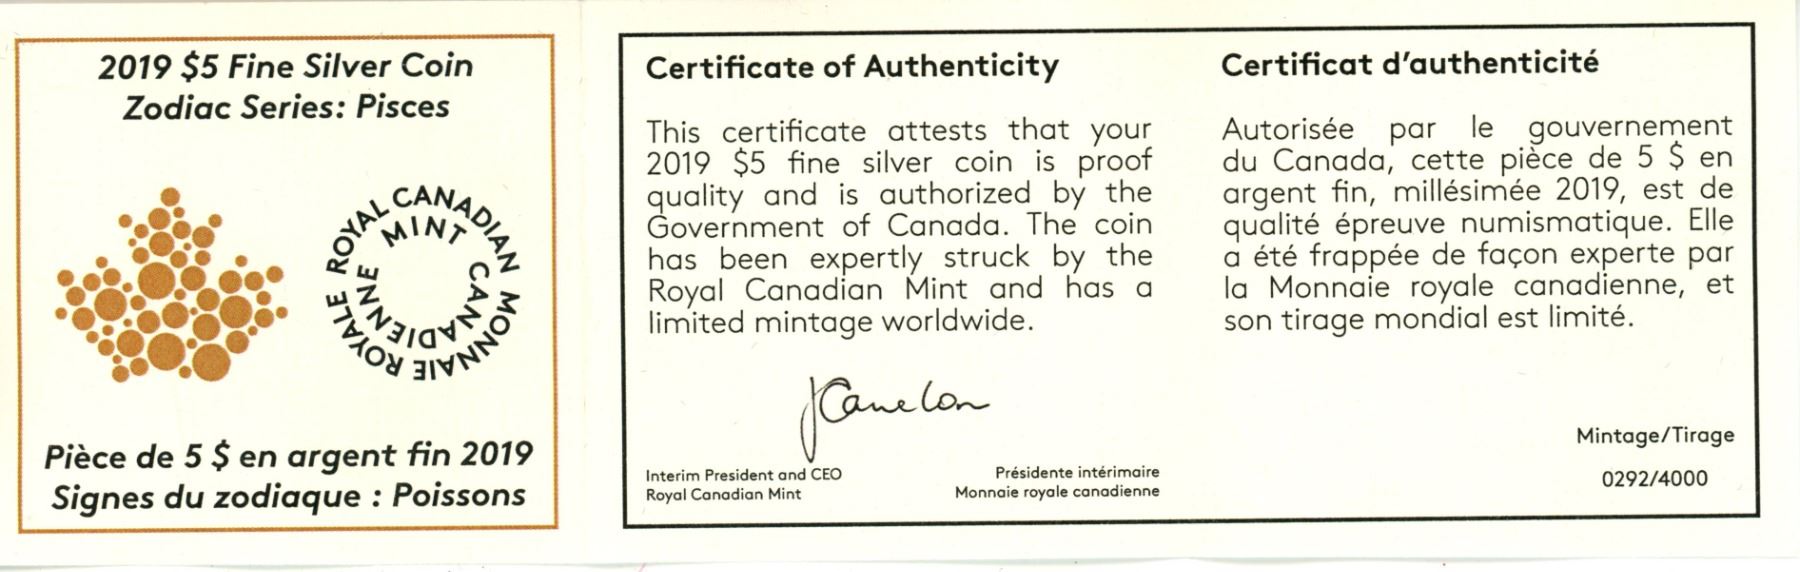 2019 $5 Fine Silver Coin
Zodiac Series: Pisces
ROYAL CANADIAN MINT
MONNAIE ROYALE CANADIENNE
Pièce de 5 $ en argent fin 2019
Signes du zodiaque : Poissons
Certificate of Authenticity
This certificate attests that your
2019 $5 fine silver coin is proof
quality and is authorized by the
Government of Canada. The coin
has been expertly struck by the
Royal Canadian Mint and has a
limited mintage worldwide.
JCamelon
Interim President and CEO
Royal Canadian Mint
Présidente intérimaire
Monnaie royale canadienne
Certificat d'authenticité
Autorisée par le gouvernement
du Canada, cette pièce de 5 $ en
argent fin, millésimée 2019, est de
qualité épreuve numismatique. Elle
a été frappée de façon experte par
la Monnaie royale canadienne, et
son tirage mondial est limité.
Mintage/Tirage
0292/4000